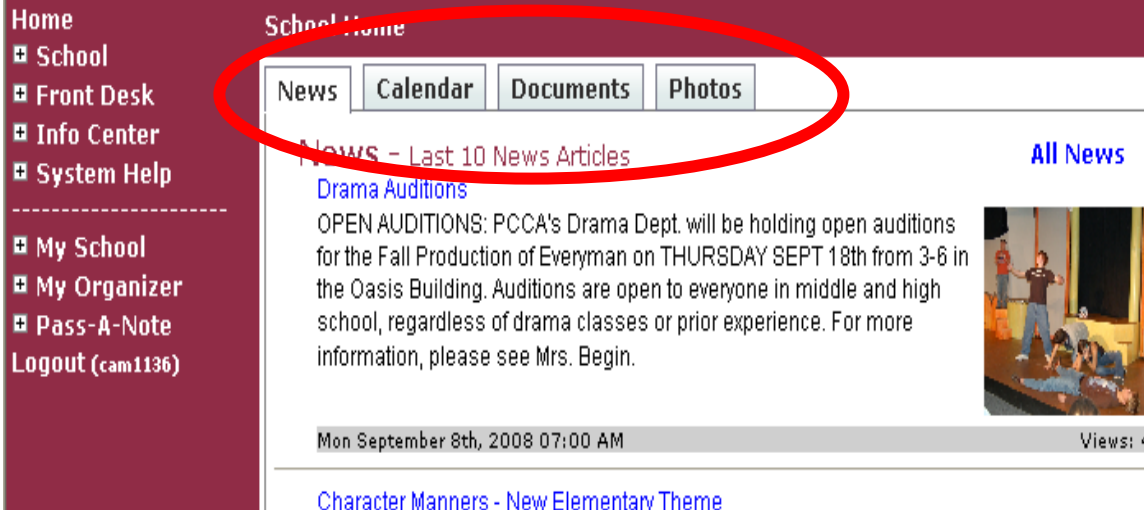 Home
School
Front Desk
Info Center
System Help
My School
My Organizer
Pass-A-Note
Logout (cam1136)
School Home
News
Calendar
Documents
Photos
News - Last 10 News Articles
All News
Drama Auditions
OPEN AUDITIONS: PCCA's Drama Dept. will be holding open auditions
for the Fall Production of Everyman on THURSDAY SEPT 18th from 3-6 in
the Oasis Building. Auditions are open to everyone in middle and high
school, regardless of drama classes or prior experience. For more
information, please see Mrs. Begin.
Mon September 8th, 2008 07:00 AM
Views:
Character Manners - New Elementary Theme